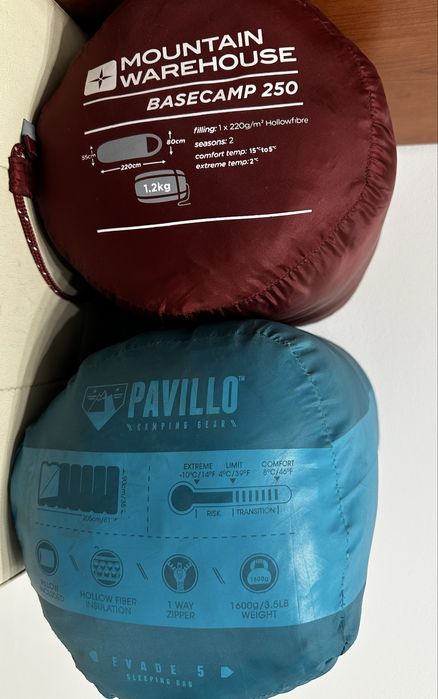 MOUNTAIN
WAREHOUSE
BASECAMP 250
filling: 1 x 220g/m² Hollowfibre
seasons: 2
comfort temp: 15°C to 5°C
extreme temp: 2°C
55cm
80cm
220cm
1.2kg
PAVILLO™
CAMPING GEAR
EXTREME
-10°C/14°F
LIMIT
4°C/39°F
COMFORT
8°C/46°F
RISK
TRANSITION
HOLLOW FIBER
INSULATION
1 WAY
ZIPPER
1600g
1600g/3.5LB
WEIGHT
EVADE 5
SLEEPING BAG